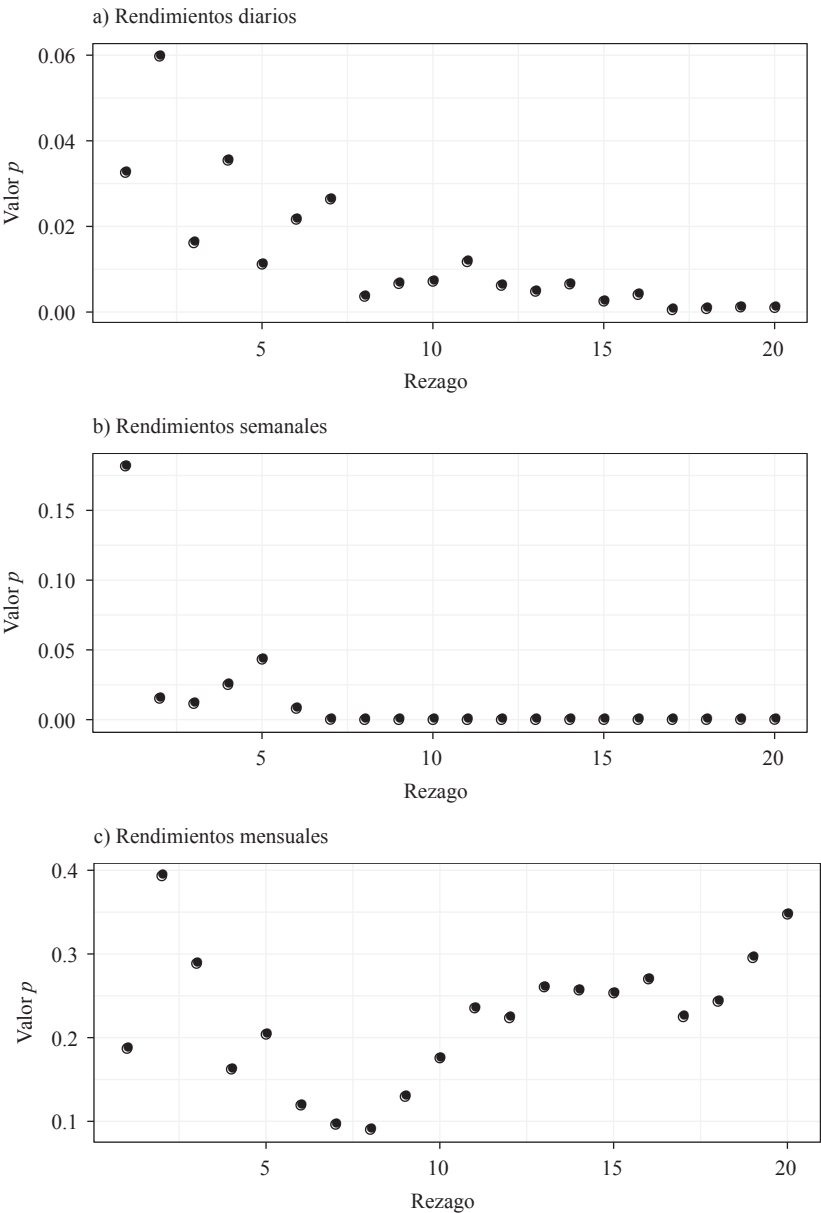 a) Rendimientos diarios
0.06
0.04
0.02
0.00
Valor p
5 10 15 20
Rezago
b) Rendimientos semanales
0.15
0.10
0.05
0.00
Valor p
5 10 15 20
Rezago
c) Rendimientos mensuales
0.4
0.3
0.2
0.1
Valor p
5 10 15 20
Rezago